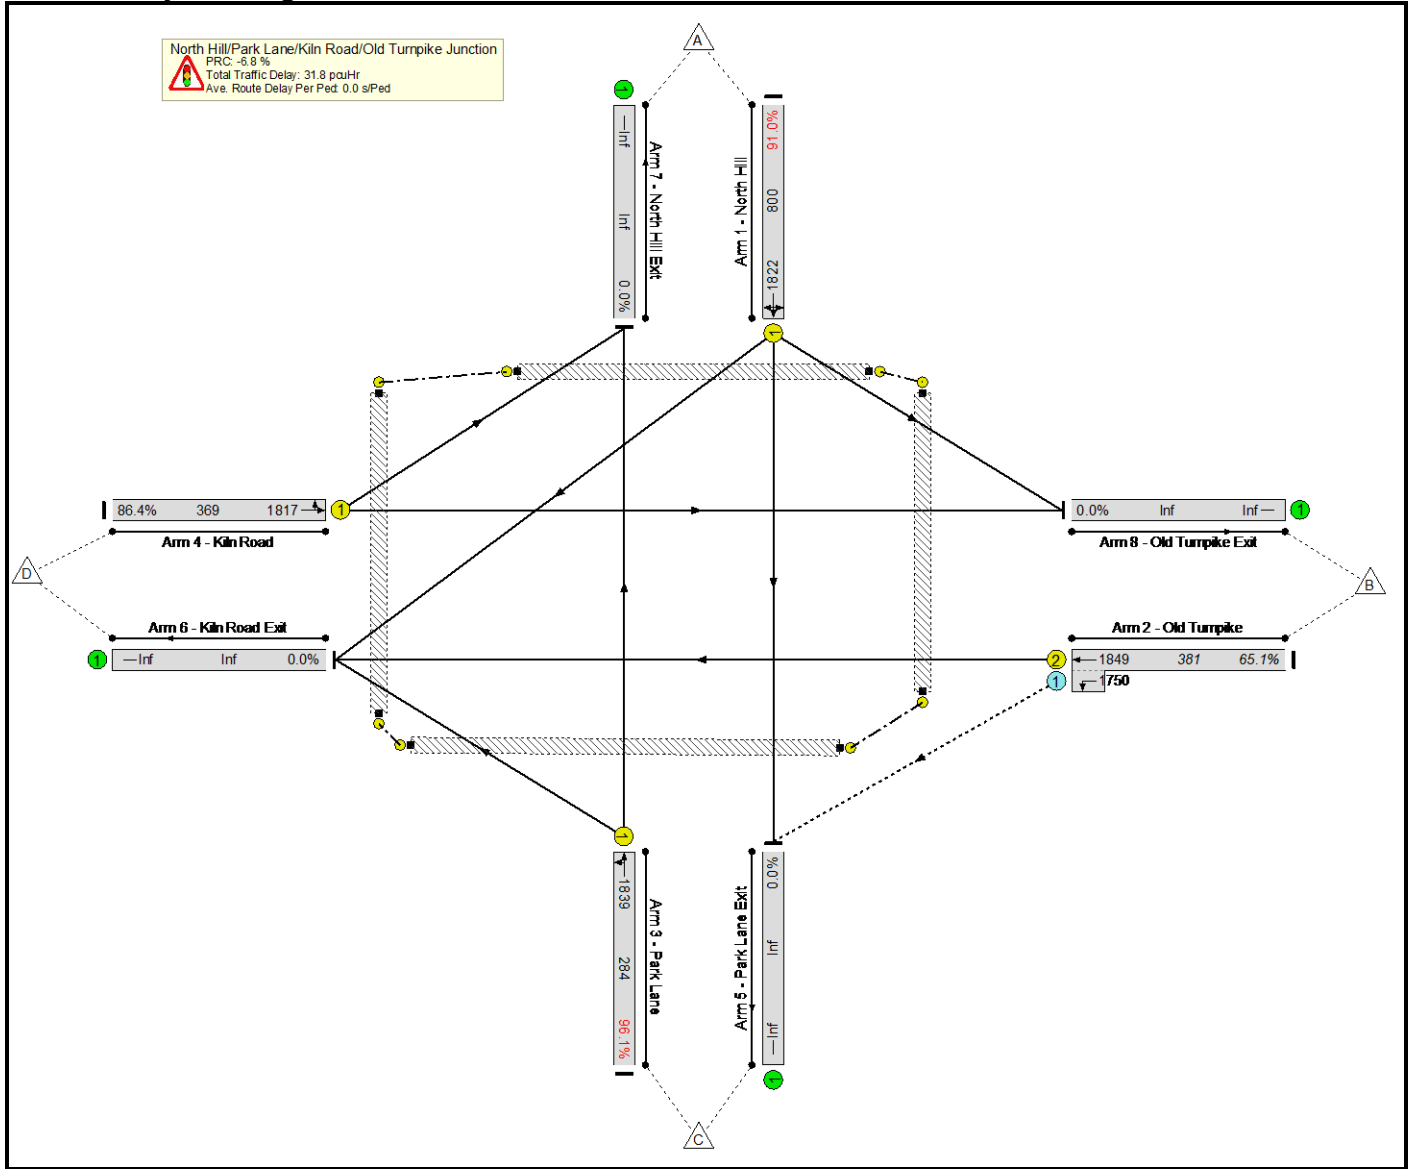 North Hill/Park Lane/Kiln Road/Old Turnpike Junction
PRC: -6.8 %
Total Traffic Delay: 31.8 pcuHr
Ave. Route Delay Per Ped: 0.0 s/Ped
A
1
Inf
Inf
0.0%
Arm 7 - North Hill Exit
Arm 1 - North Hill
91.0%
800
1822
1
86.4% 369 1817
1
Arm 4 - Kiln Road
D
Arm 6 - Kiln Road Exit
1
Inf Inf 0.0%
0.0% Inf Inf
1
Arm 8 - Old Turnpike Exit
B
Arm 2 - Old Turnpike
2
1849 381 65.1%
1
1750
1
1839
284
96.1%
Arm 3 - Park Lane
Arm 5 - Park Lane Exit
0.0%
Inf
Inf
1
C